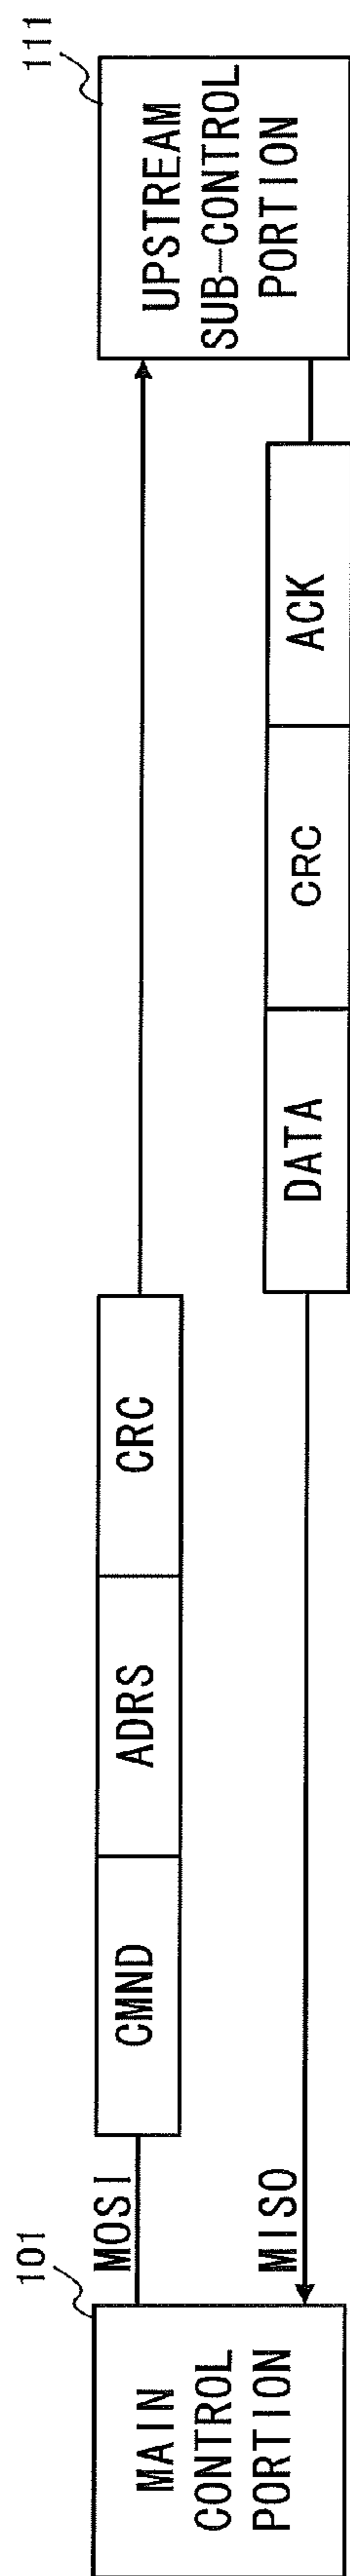 101
MAIN
CONTROL
PORTION
MOSI
CMND
ADRS
CRC
MISO
DATA
CRC
ACK
111
UPSTREAM
SUB-CONTROL
PORTION